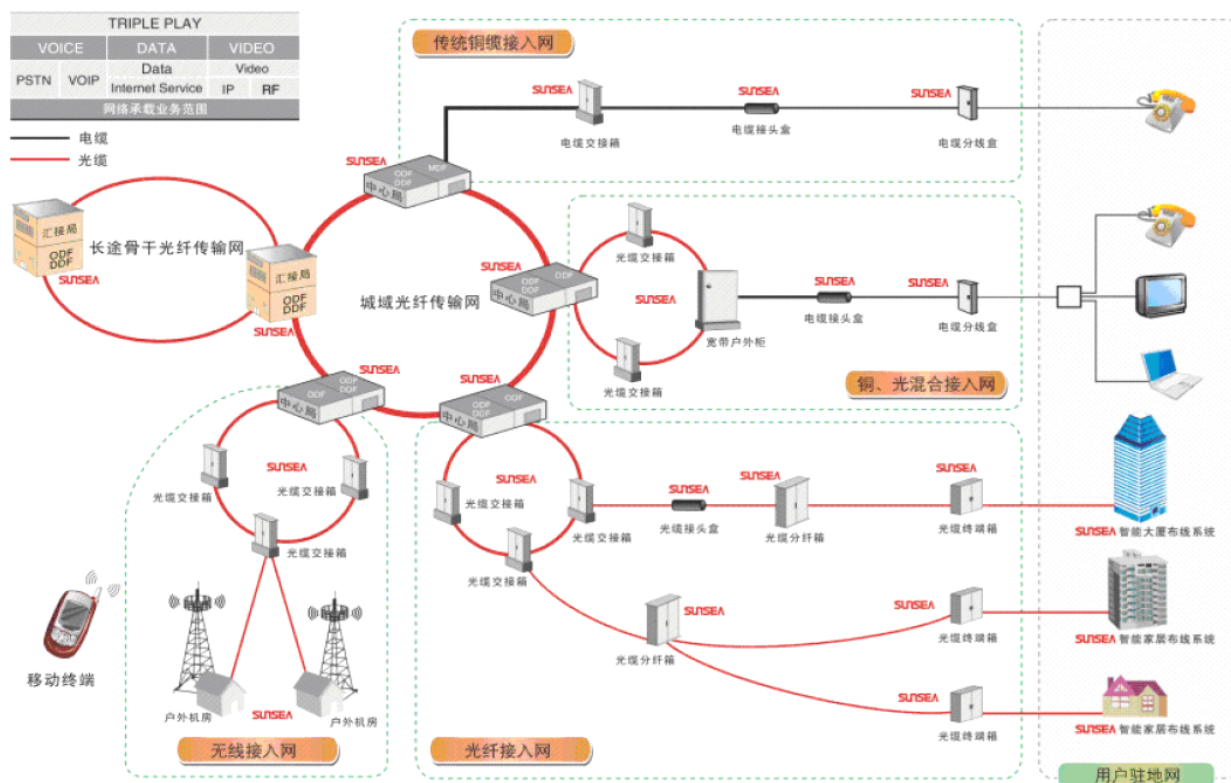 TRIPLE PLAY
VOICE DATA VIDEO
PSTN VOIP Data Video
Internet Service IP RF
网络承载业务范围
电缆
光缆
传统铜缆接入网
SUNSEA SUNSEA SUNSEA
电缆交接箱 电缆接头盒 电缆分线盒
SUNSEA
ODF MDF
DDF
中心局
汇接局
ODF
DDF
SUNSEA
长途骨干光纤传输网
汇接局
ODF
DDF
SUNSEA
城域光纤传输网
SUNSEA
ODF DDF
DDF
中心局
光缆交接箱
SUNSEA
光缆交接箱
宽带户外柜
SUNSEA SUNSEA
电缆接头盒 电缆分线盒
铜、光混合接入网
SUNSEA
ODF ODF
DDF
中心局
SUNSEA
ODF ODF
DDF
中心局
SUNSEA
光缆交接箱 光缆交接箱
光缆交接箱
移动终端
户外机房 SUNSEA 户外机房
无线接入网
SUNSEA
光缆交接箱 光缆交接箱
光缆交接箱
SUNSEA SUNSEA SUNSEA
光缆接头盒 光缆分纤箱 光缆终端箱
SUNSEA 智能大厦布线系统
SUNSEA SUNSEA
光缆分纤箱 光缆终端箱
SUNSEA 智能家居布线系统
SUNSEA
光缆终端箱
SUNSEA 智能家居布线系统
光纤接入网
用户驻地网